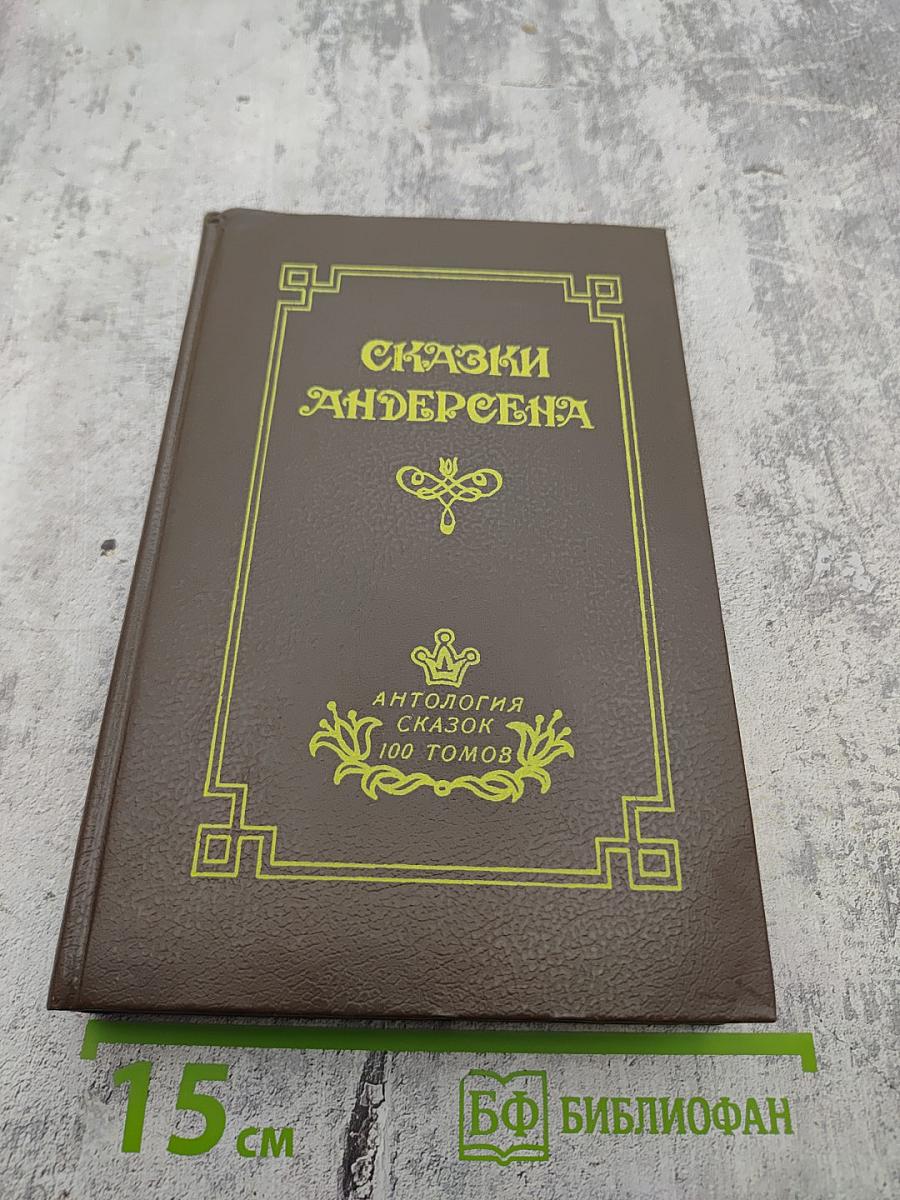 СКАЗКИ
АНДЕРСЕНА
АНТОЛОГИЯ
СКАЗОК
100 ТОМОВ
15 см
БФ БИБЛИОФАН